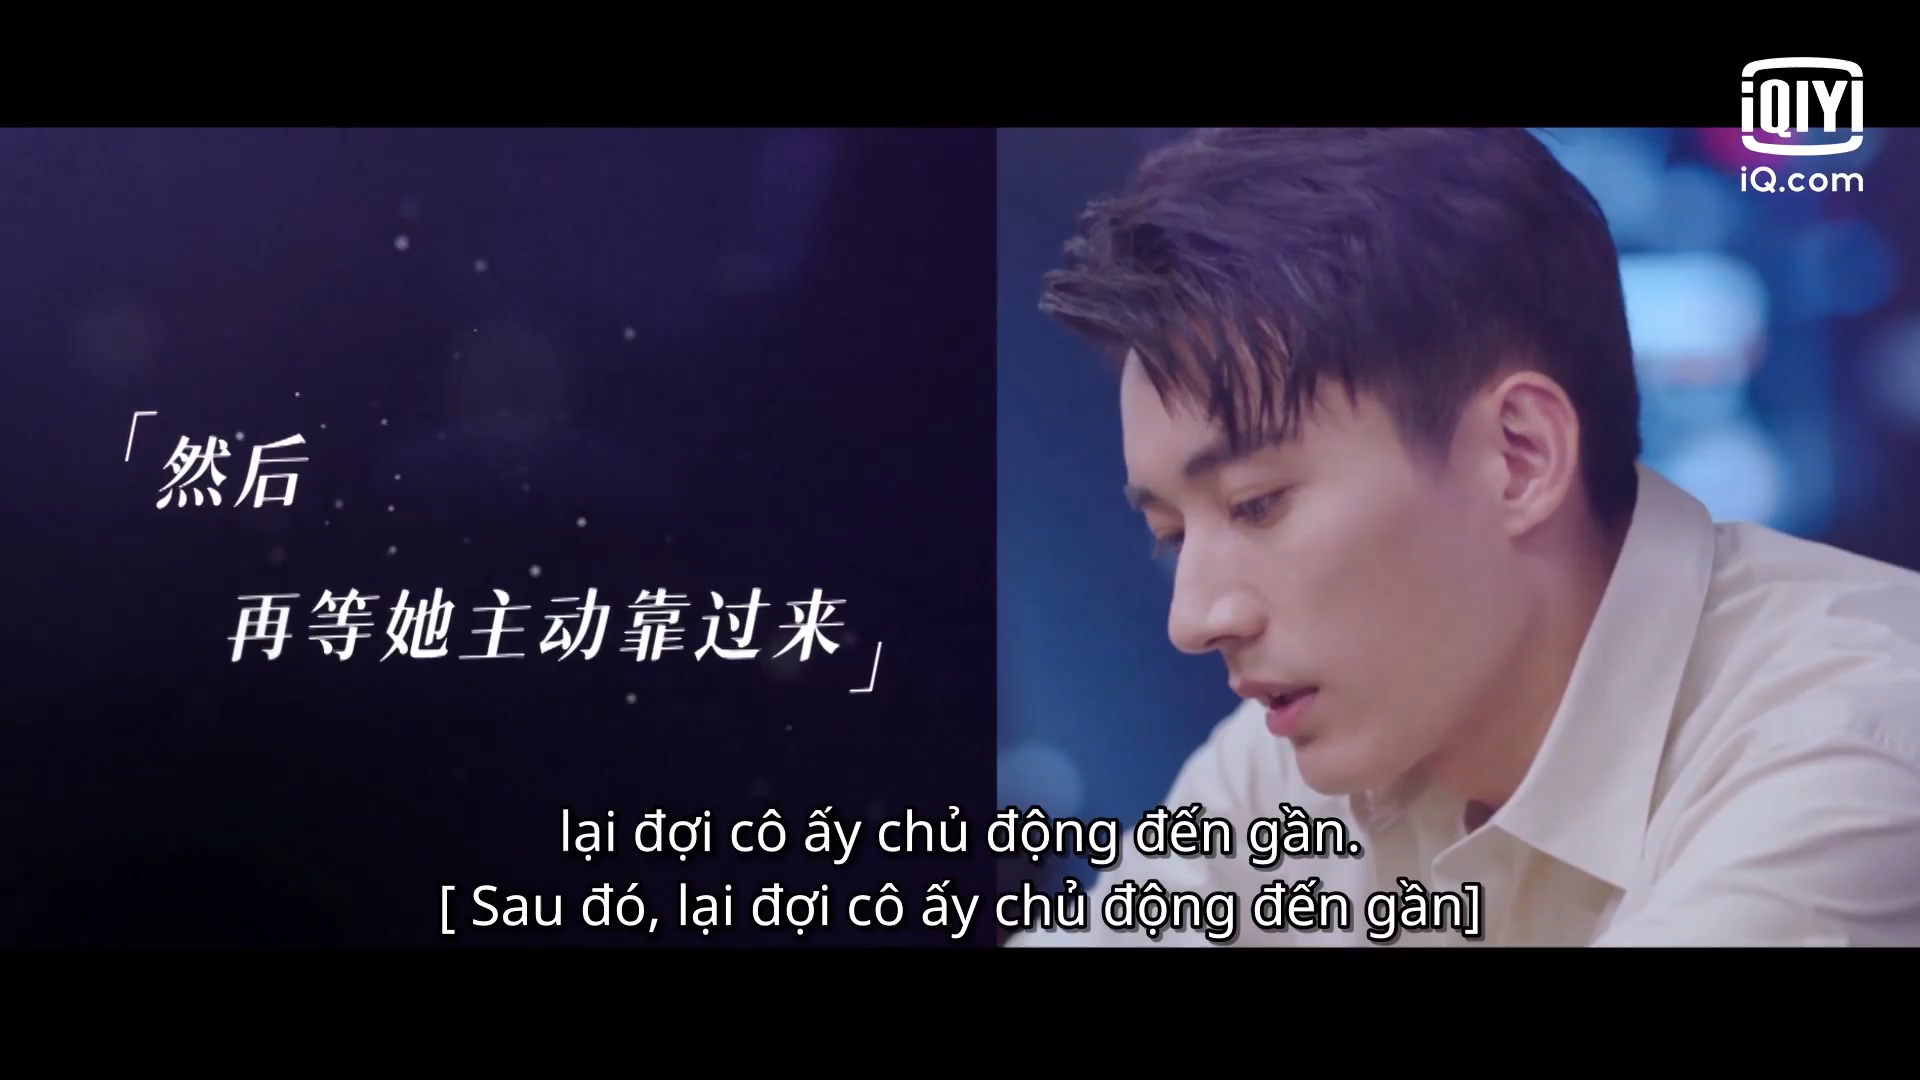 iQIYI
iQ.com
「然后
再等她主动靠过来」
lại đợi cô ấy chủ động đến gần.
[ Sau đó, lại đợi cô ấy chủ động đến gần]